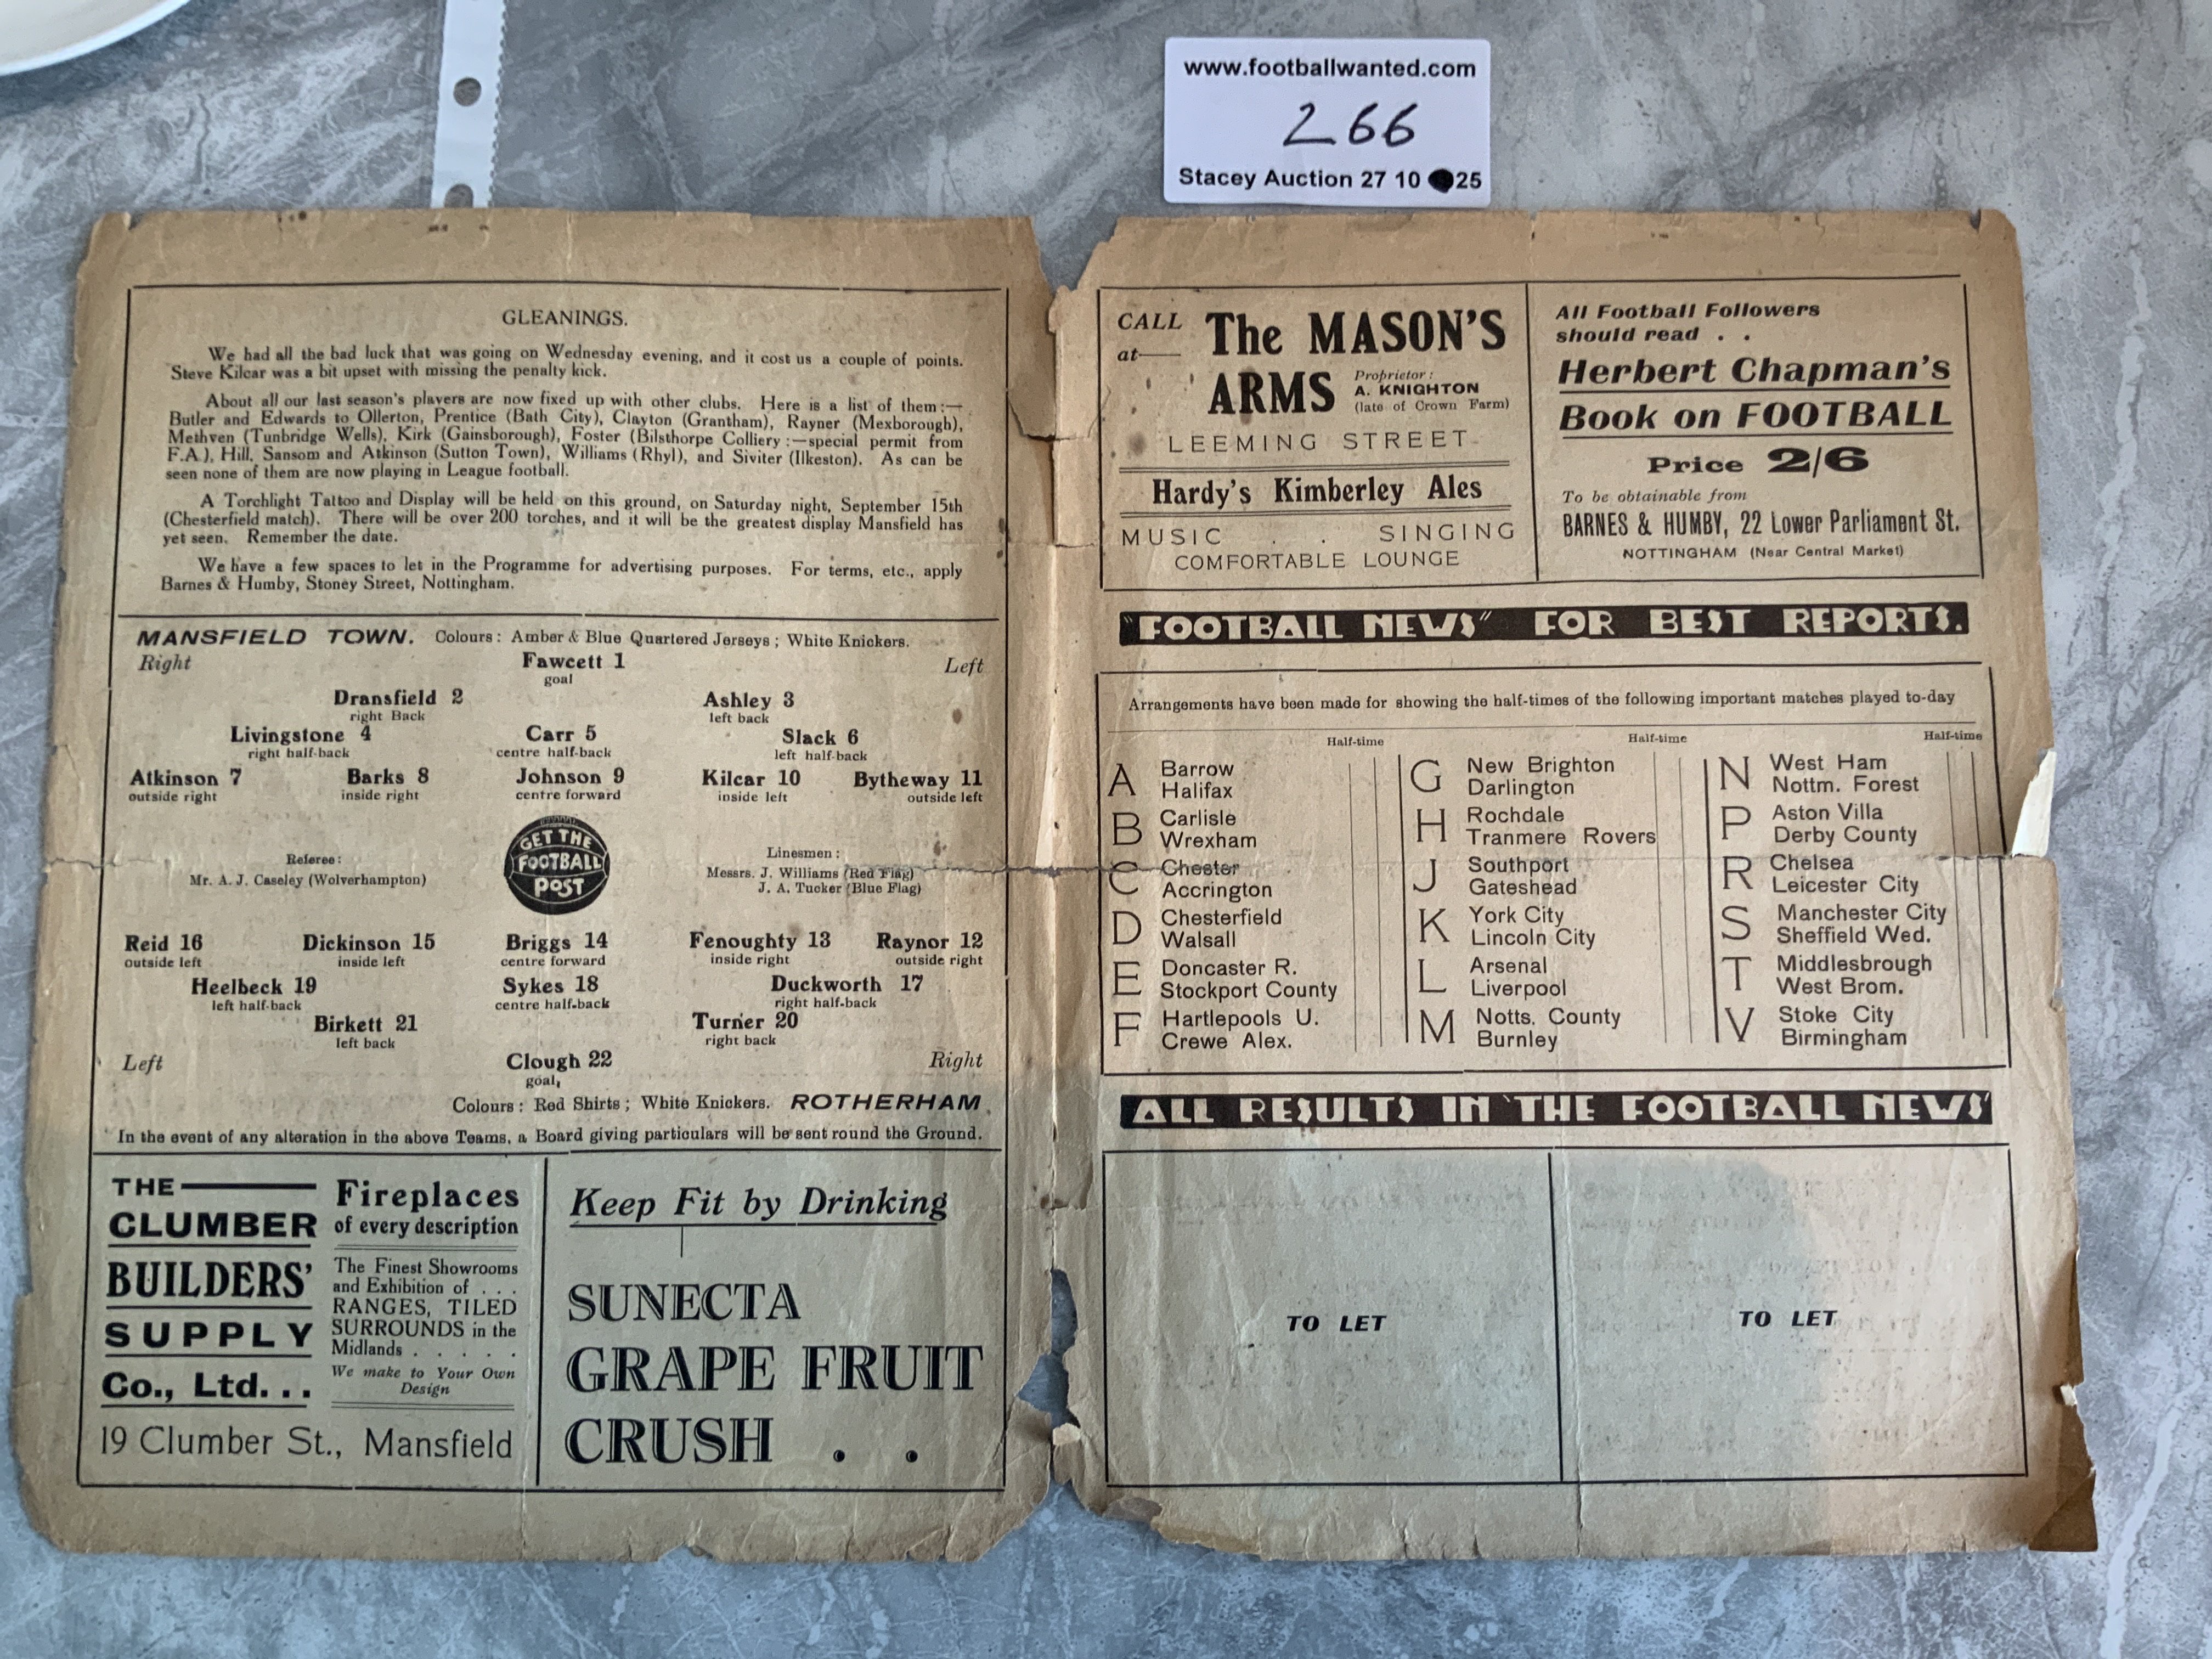 www.footballwanted.com
266
Stacey Auction 27 10 25
GLEANINGS.
We had all the bad luck that was going on Wednesday evening, and it cost us a couple of points.
Steve Kilcar was a bit upset with missing the penalty kick.
About all our last season's players are now fixed up with other clubs. Here is a list of them:—
Butler and Edwards to Ollerton, Prentice (Bath City), Clayton (Grantham), Rayner (Mexborough),
Methven (Tunbridge Wells), Kirk (Gainsborough), Foster (Bilsthorpe Colliery:—special permit from
F.A.), Hill, Sansom and Atkinson (Sutton Town), Williams (Rhyl), and Siviter (Ilkeston). As can be
seen none of them are now playing in League football.
A Torchlight Tattoo and Display will be held on this ground, on Saturday night, September 15th
(Chesterfield match). There will be over 200 torches, and it will be the greatest display Mansfield has
yet seen. Remember the date.
We have a few spaces to let in the Programme for advertising purposes. For terms, etc., apply
Barnes & Humby, Stoney Street, Nottingham.
MANSFIELD TOWN. Colours: Amber & Blue Quartered Jerseys; White Knickers.
Right Fawcett 1 Left
goal
Dransfield 2 Ashley 3
right Back left back
Livingstone 4 Carr 5 Slack 6
right half-back centre half-back left half-back
Atkinson 7 Barks 8 Johnson 9 Kilcar 10 Bytheway 11
outside right inside right centre forward inside left outside left
GET THE
FOOTBALL
POST
Referee:
Mr. A. J. Caseley (Wolverhampton)
Linesmen:
Messrs. J. Williams (Red Flag)
J. A. Tucker (Blue Flag)
Reid 16 Dickinson 15 Briggs 14 Fenoughty 13 Raynor 12
outside left inside left centre forward inside right outside right
Heelbeck 19 Sykes 18 Duckworth 17
left half-back centre half-back right half-back
Birkett 21 Turner 20
left back right back
Left Clough 22 Right
goal,
Colours: Red Shirts; White Knickers. ROTHERHAM
In the event of any alteration in the above Teams, a Board giving particulars will be sent round the Ground.
THE
CLUMBER
BUILDERS'
SUPPLY
Co., Ltd...
Fireplaces
of every description
The Finest Showrooms
and Exhibition of . . .
RANGES, TILED
SURROUNDS in the
Midlands . . . . .
We make to Your Own
Design
19 Clumber St., Mansfield
Keep Fit by Drinking
SUNECTA
GRAPE FRUIT
CRUSH . .
CALL
at—
The MASON'S
ARMS
Proprietor:
A. KNIGHTON
(late of Crown Farm)
LEEMING STREET
Hardy's Kimberley Ales
MUSIC . . SINGING
COMFORTABLE LOUNGE
All Football Followers
should read . .
Herbert Chapman's
Book on FOOTBALL
Price 2/6
To be obtainable from
BARNES & HUMBY, 22 Lower Parliament St.
NOTTINGHAM (Near Central Market)
"FOOTBALL NEWS" FOR BEST REPORTS.
Arrangements have been made for showing the half-times of the following important matches played to-day
Half-time Half-time Half-time
A Barrow
Halifax
B Carlisle
Wrexham
C Chester
Accrington
D Chesterfield
Walsall
E Doncaster R.
Stockport County
F Hartlepools U.
Crewe Alex.
G New Brighton
Darlington
H Rochdale
Tranmere Rovers
J Southport
Gateshead
K York City
Lincoln City
L Arsenal
Liverpool
M Notts. County
Burnley
N West Ham
Nottm. Forest
P Aston Villa
Derby County
R Chelsea
Leicester City
S Manchester City
Sheffield Wed.
T Middlesbrough
West Brom.
V Stoke City
Birmingham
ALL RESULTS IN 'THE FOOTBALL NEWS'
TO LET
TO LET